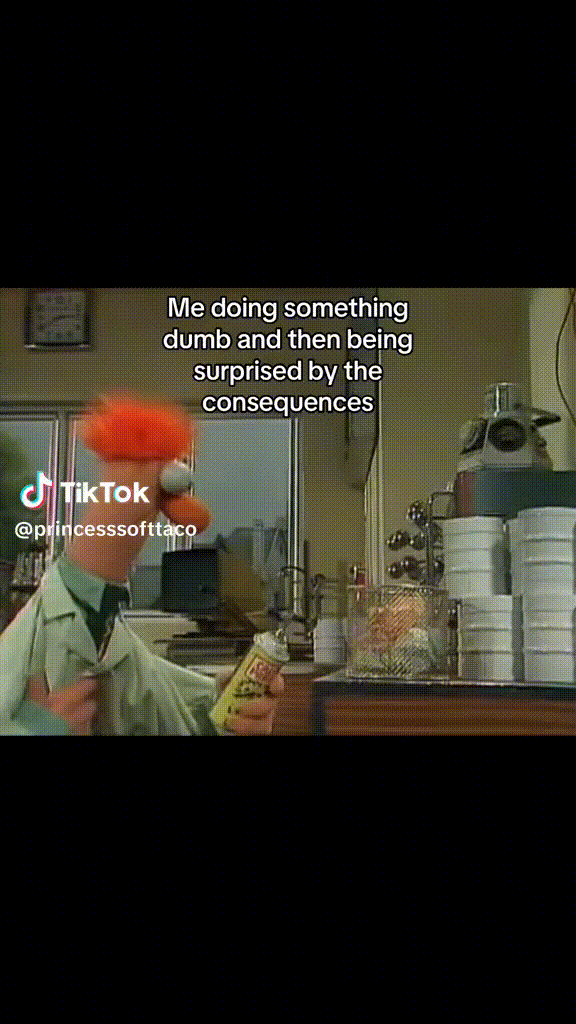 Me doing something
dumb and then being
surprised by the
consequences
TikTok
@princesssofttaco